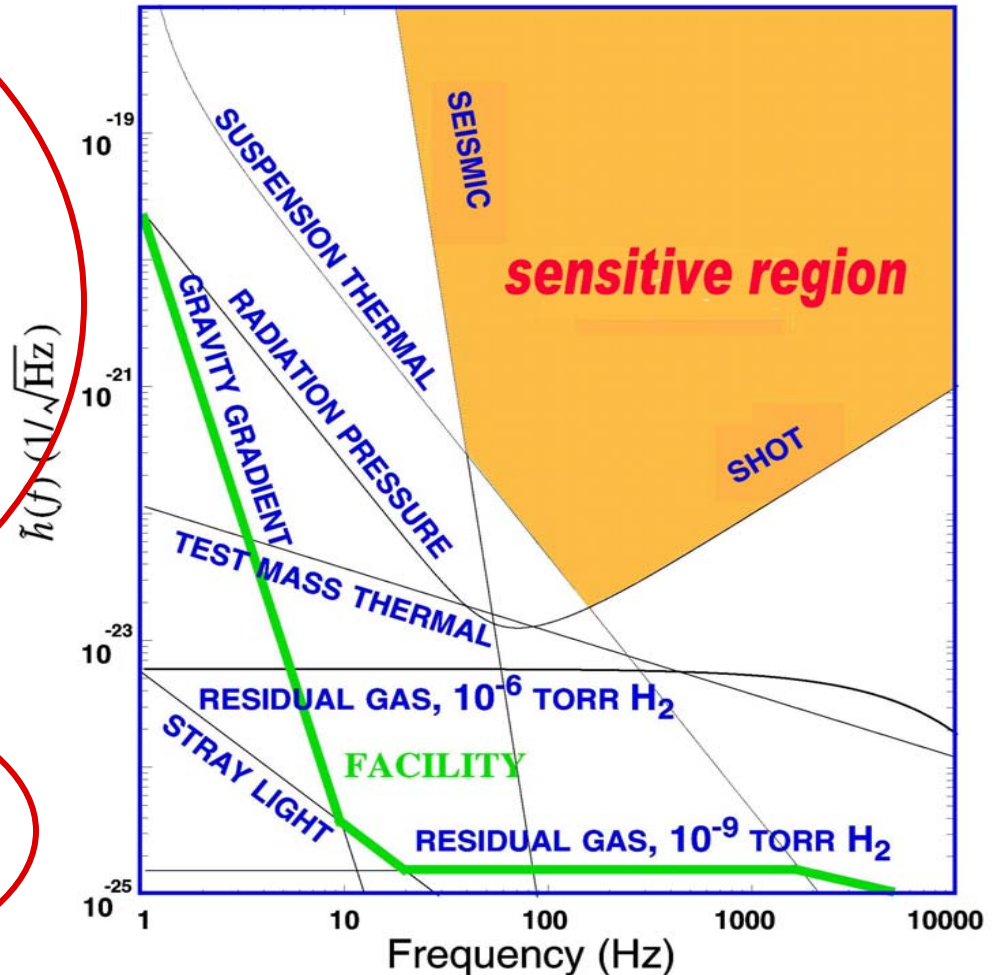 10^-19
10^-21
10^-23
10^-25
h̃(f) (1/√Hz)
SUSPENSION THERMAL
SEISMIC
sensitive region
GRAVITY GRADIENT
RADIATION PRESSURE
SHOT
TEST MASS THERMAL
RESIDUAL GAS, 10^-6 TORR H₂
STRAY LIGHT
FACILITY
RESIDUAL GAS, 10^-9 TORR H₂
1 10 100 1000 10000
Frequency (Hz)